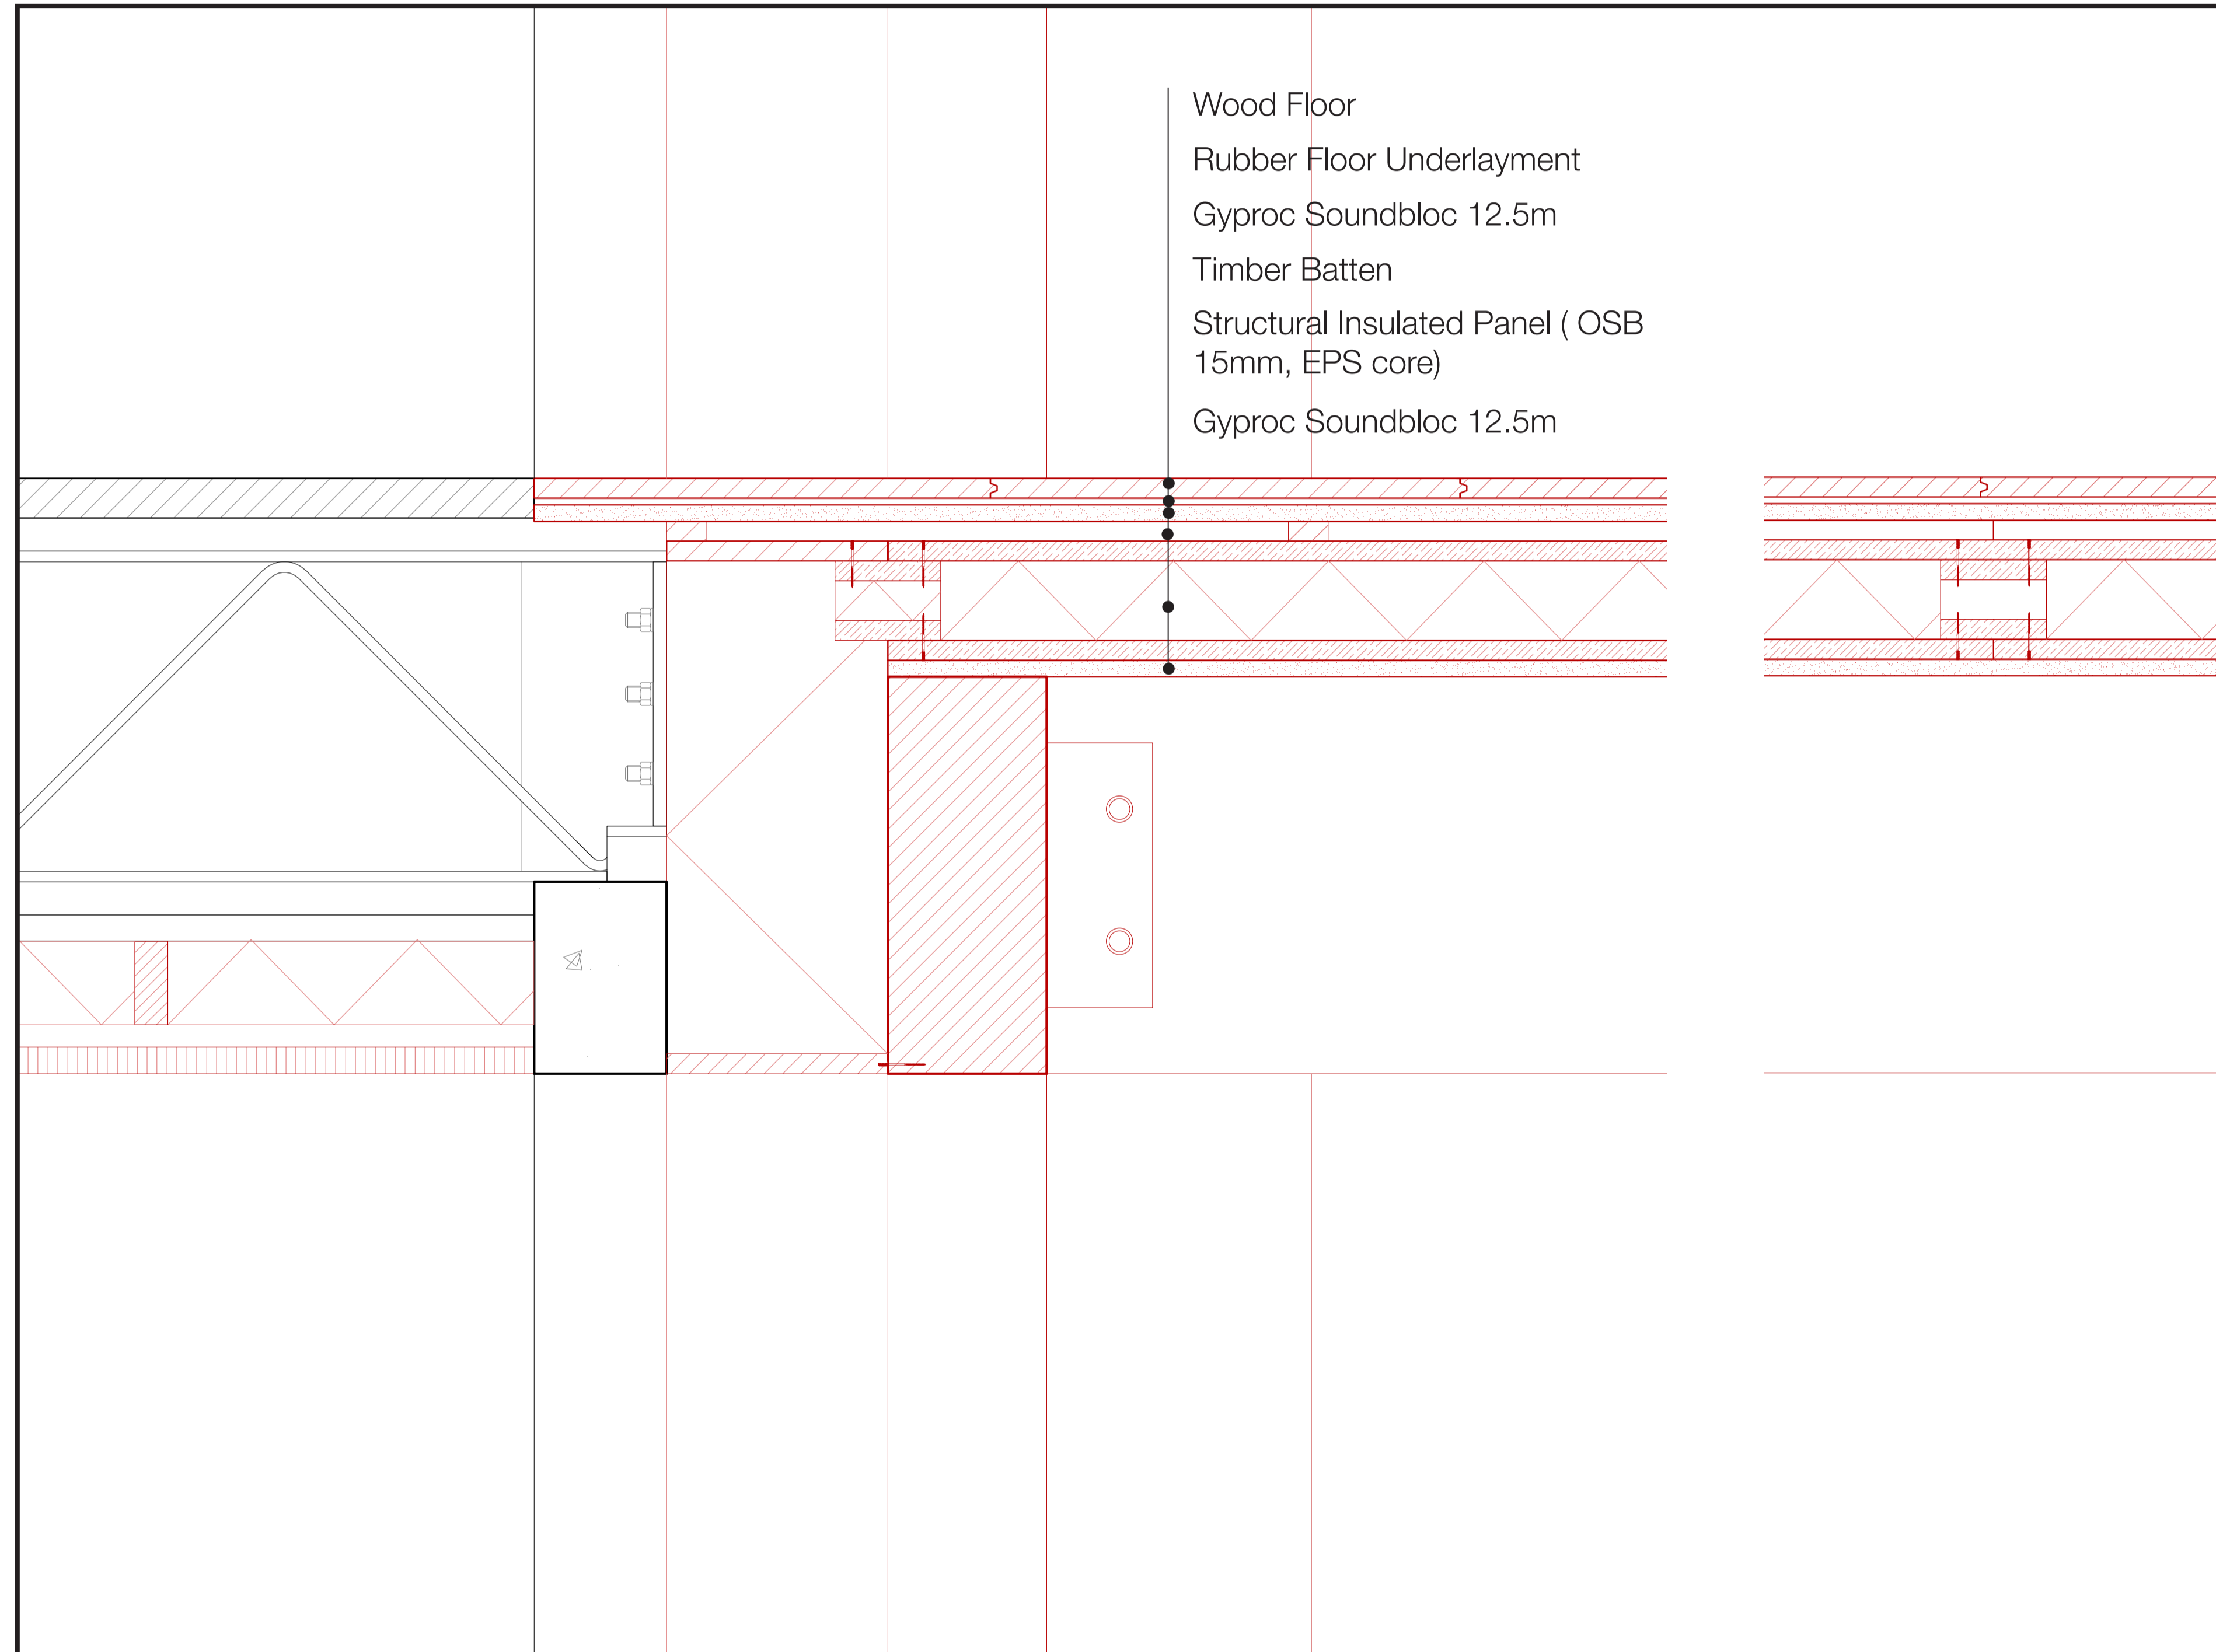 Wood Floor
Rubber Floor Underlayment
Gyproc Soundbloc 12.5m
Timber Batten
Structural Insulated Panel ( OSB
15mm, EPS core)
Gyproc Soundbloc 12.5m